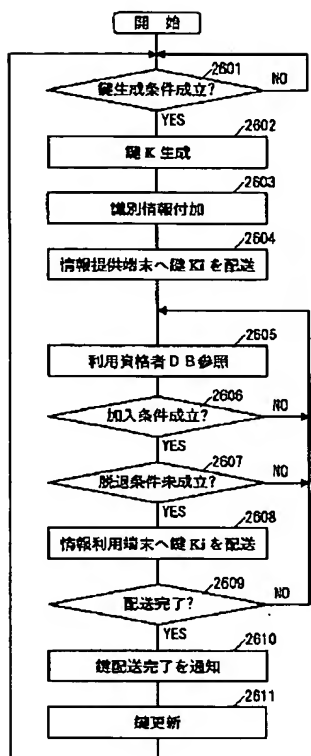 開 始
2601
鍵生成条件成立?
NO
YES
2602
鍵 K 生成
2603
識別情報付加
2604
情報提供端末へ鍵 Ki を配送
2605
利用資格者DB参照
2606
加入条件成立?
NO
YES
2607
脱退条件未成立?
NO
YES
2608
情報利用端末へ鍵 Ki を配送
2609
配送完了?
NO
YES
2610
鍵配送完了を通知
2611
鍵更新